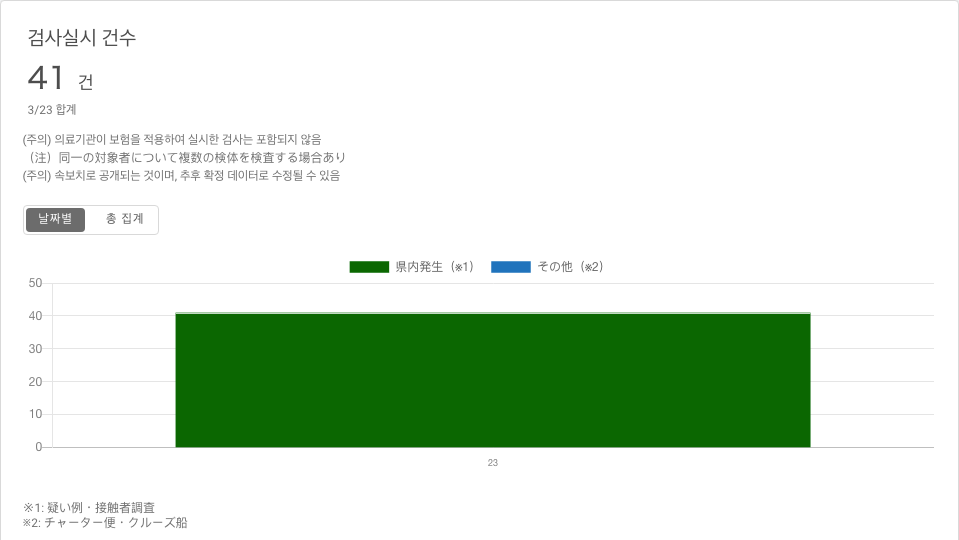 검사실시 건수
41 건
3/23 합계
(주의) 의료기관이 보험을 적용하여 실시한 검사는 포함되지 않음
（注）同一の対象者について複数の検体を検査する場合あり
(주의) 속보치로 공개되는 것이며, 추후 확정 데이터로 수정될 수 있음
날짜별 총 집계
県内発生（※1） その他（※2）
50
40
30
20
10
0
23
※1: 疑い例・接触者調査
※2: チャーター便・クルーズ船